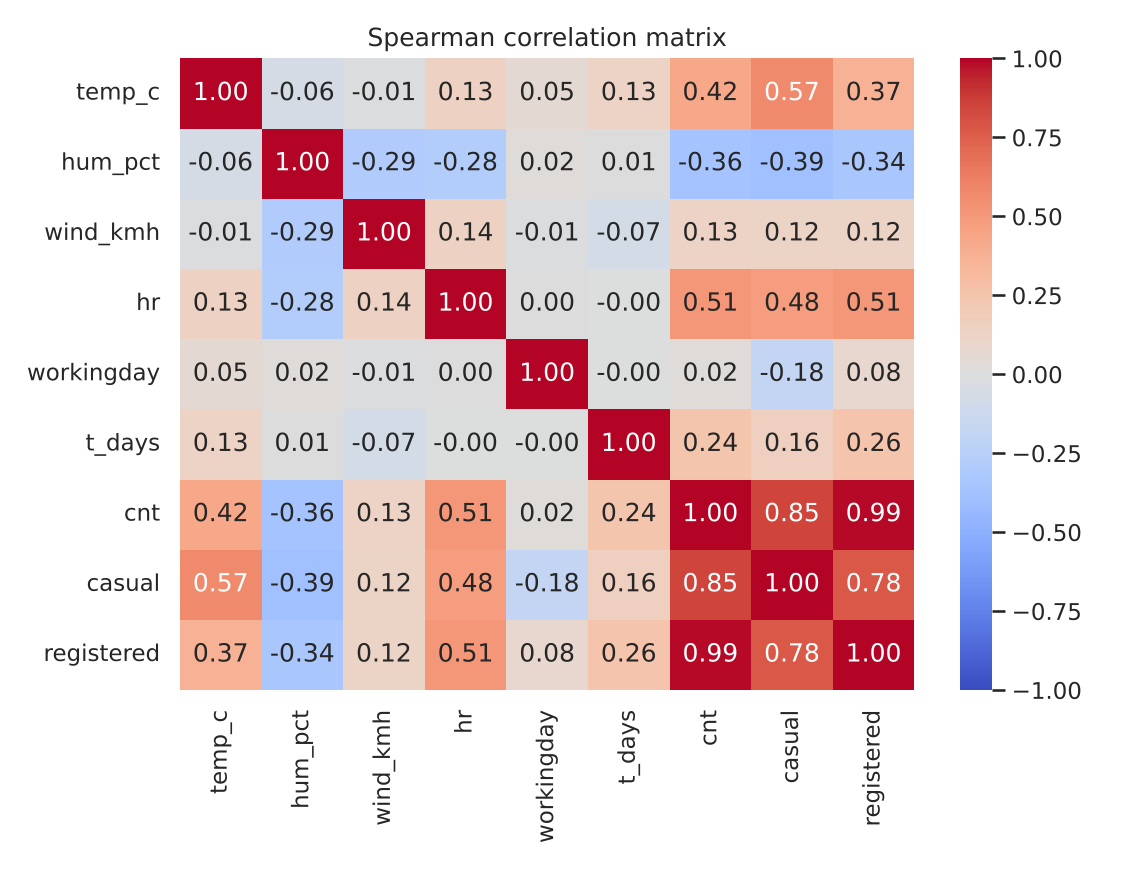 Spearman correlation matrix
temp_c 1.00 -0.06 -0.01 0.13 0.05 0.13 0.42 0.57 0.37
hum_pct -0.06 1.00 -0.29 -0.28 0.02 0.01 -0.36 -0.39 -0.34
wind_kmh -0.01 -0.29 1.00 0.14 -0.01 -0.07 0.13 0.12 0.12
hr 0.13 -0.28 0.14 1.00 0.00 -0.00 0.51 0.48 0.51
workingday 0.05 0.02 -0.01 0.00 1.00 -0.00 0.02 -0.18 0.08
t_days 0.13 0.01 -0.07 -0.00 -0.00 1.00 0.24 0.16 0.26
cnt 0.42 -0.36 0.13 0.51 0.02 0.24 1.00 0.85 0.99
casual 0.57 -0.39 0.12 0.48 -0.18 0.16 0.85 1.00 0.78
registered 0.37 -0.34 0.12 0.51 0.08 0.26 0.99 0.78 1.00
temp_c hum_pct wind_kmh hr workingday t_days cnt casual registered
1.00
0.75
0.50
0.25
0.00
−0.25
−0.50
−0.75
−1.00